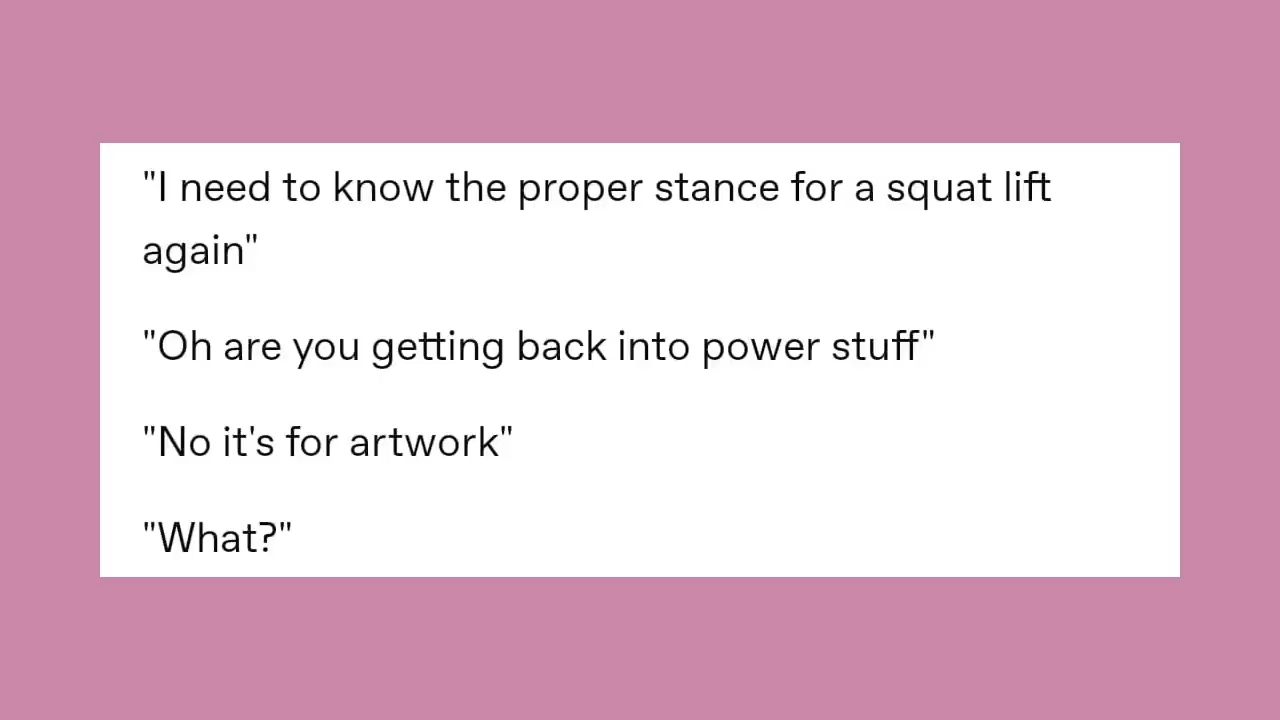 "I need to know the proper stance for a squat lift
again"
"Oh are you getting back into power stuff"
"No it's for artwork"
"What?"